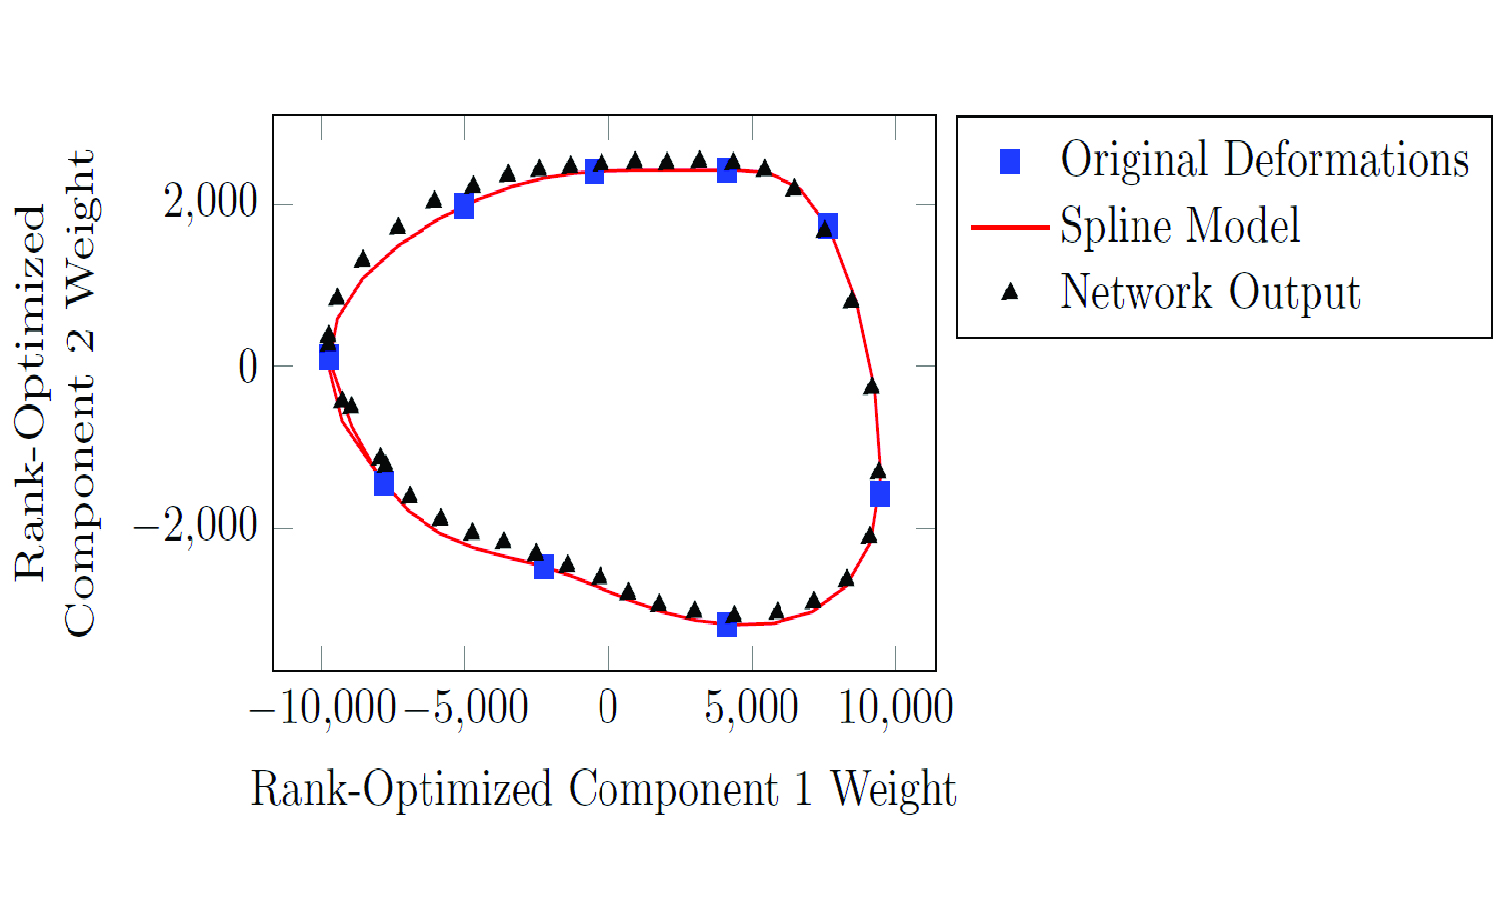 Rank-Optimized
Component 2 Weight
2,000
0
−2,000
−10,000 −5,000 0 5,000 10,000
Rank-Optimized Component 1 Weight
Original Deformations
Spline Model
Network Output